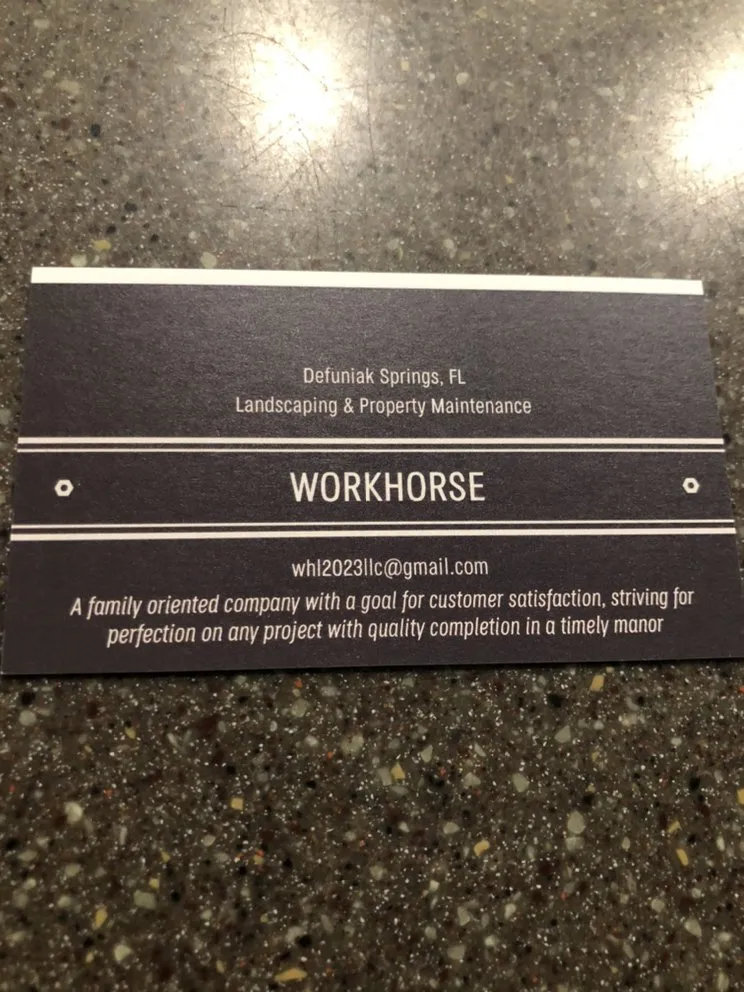 Defuniak Springs, FL
Landscaping & Property Maintenance
WORKHORSE
whl2023llc@gmail.com
A family oriented company with a goal for customer satisfaction, striving for
perfection on any project with quality completion in a timely manor